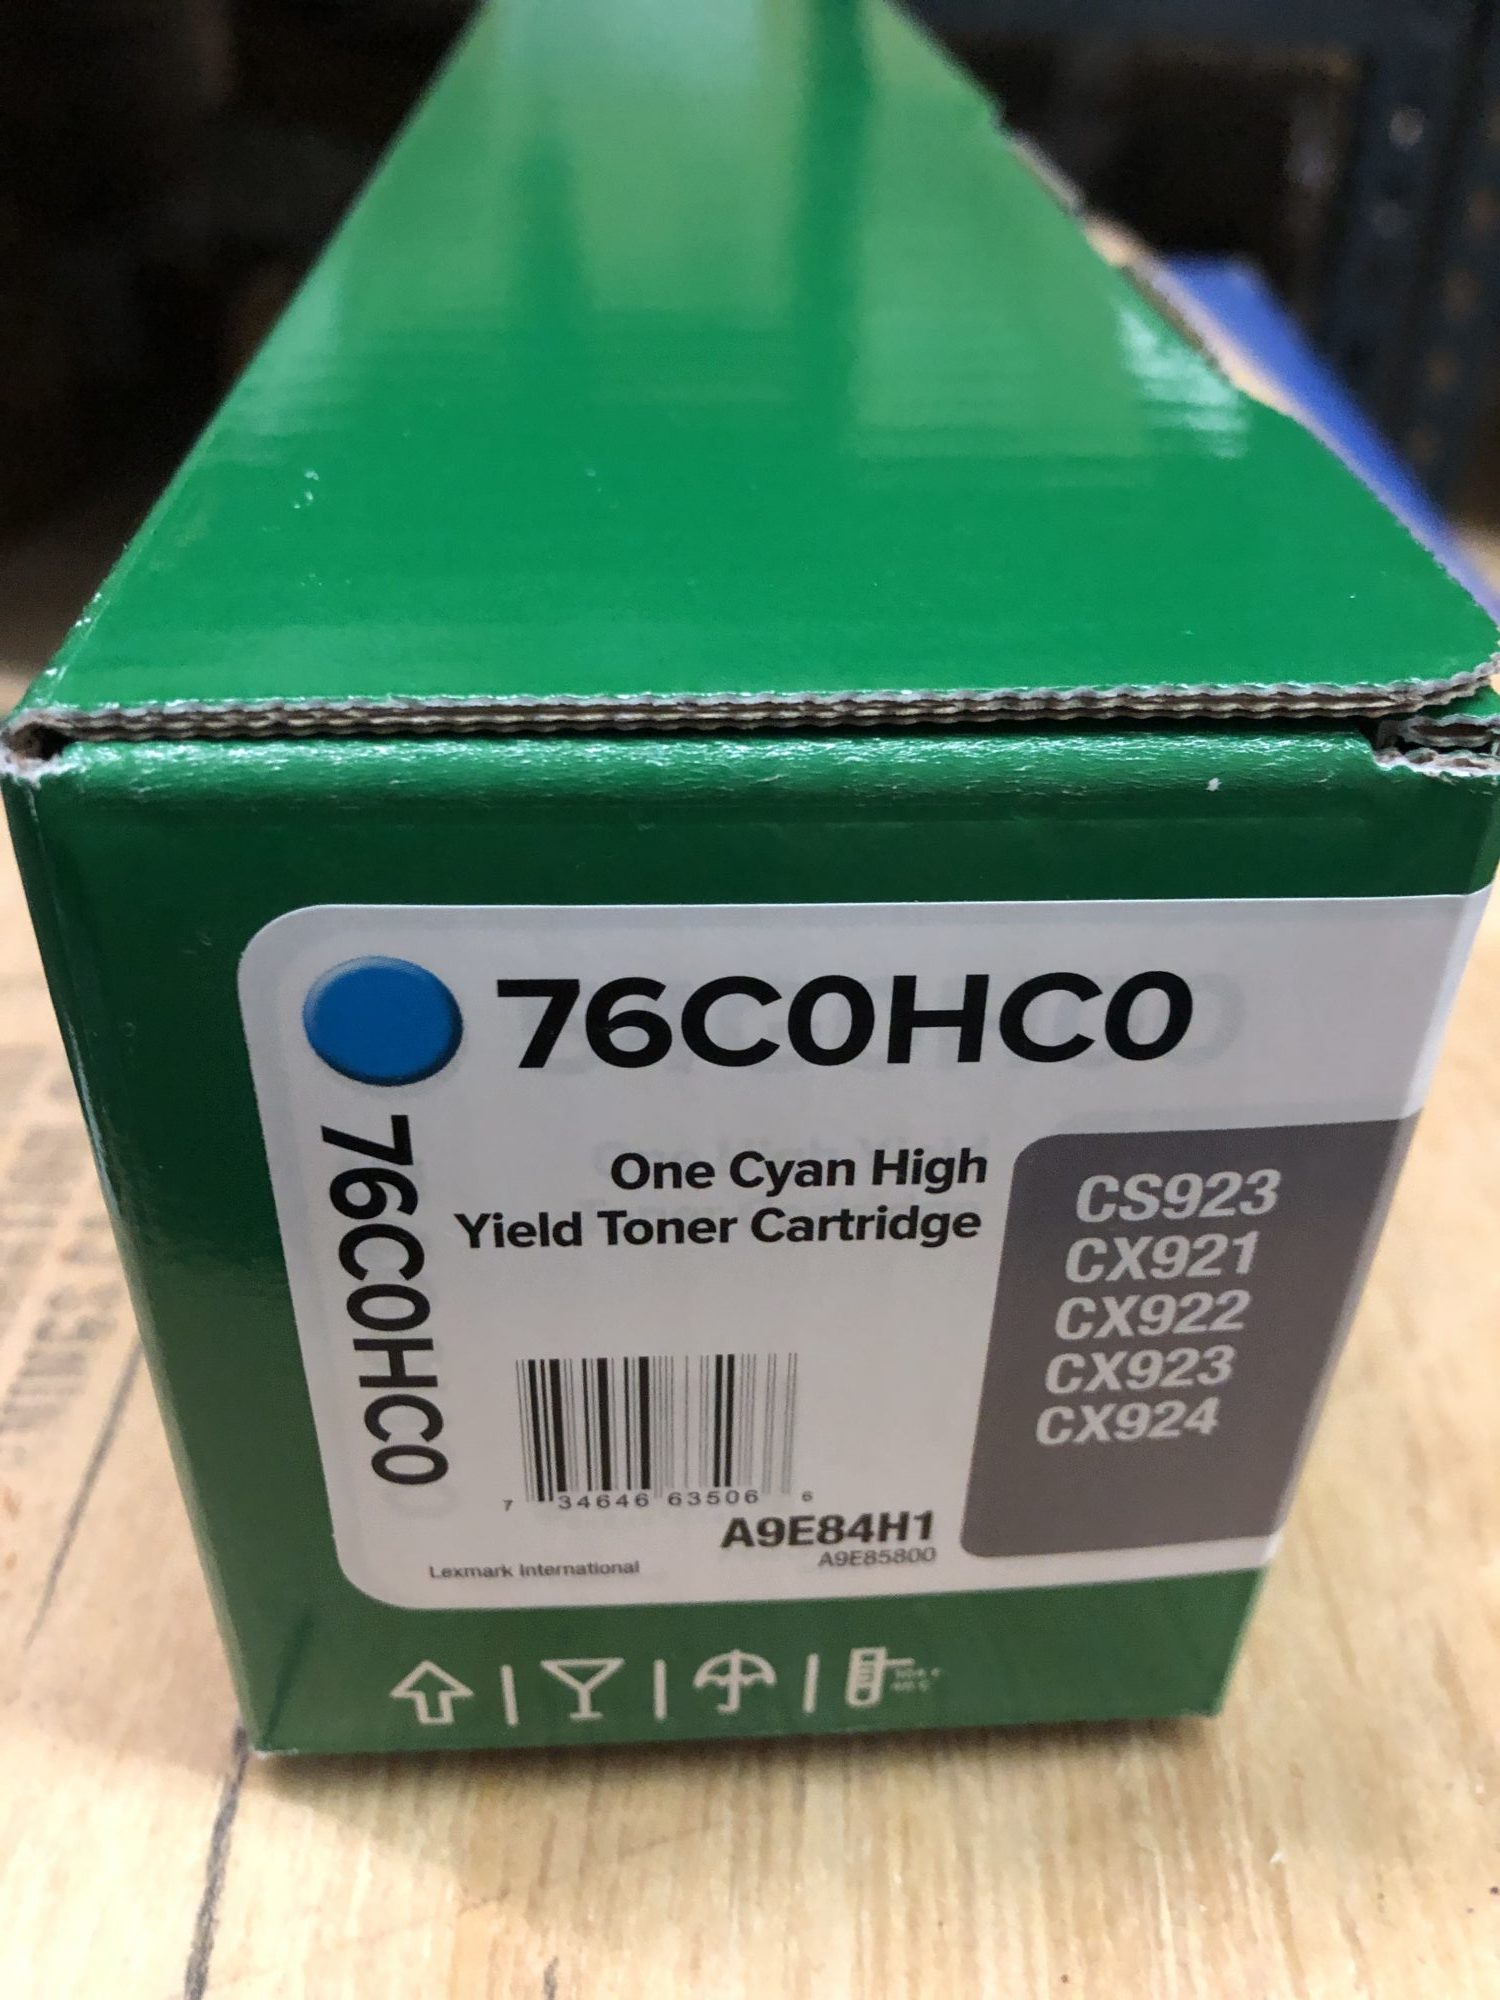 76C0HC0
76C0HC0
One Cyan High
Yield Toner Cartridge
CS923
CX921
CX922
CX923
CX924
7 34646 63506 6
A9E84H1
A9E85800
Lexmark International